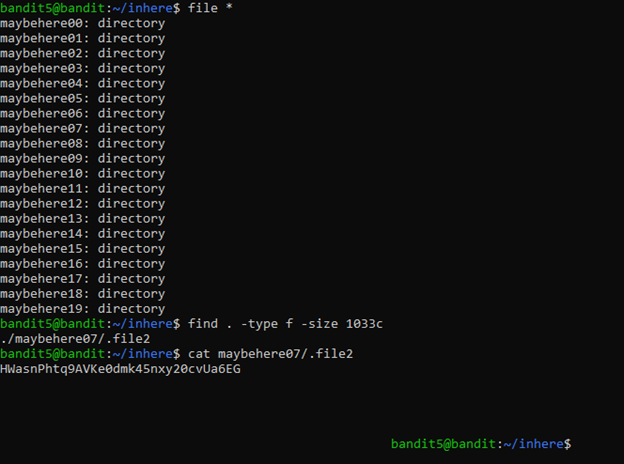 bandit5@bandit:~/inhere$ file *
maybehere00: directory
maybehere01: directory
maybehere02: directory
maybehere03: directory
maybehere04: directory
maybehere05: directory
maybehere06: directory
maybehere07: directory
maybehere08: directory
maybehere09: directory
maybehere10: directory
maybehere11: directory
maybehere12: directory
maybehere13: directory
maybehere14: directory
maybehere15: directory
maybehere16: directory
maybehere17: directory
maybehere18: directory
maybehere19: directory
bandit5@bandit:~/inhere$ find . -type f -size 1033c
./maybehere07/.file2
bandit5@bandit:~/inhere$ cat maybehere07/.file2
HWasnPhtq9AVKe0dmk45nxy20cvUa6EG
bandit5@bandit:~/inhere$